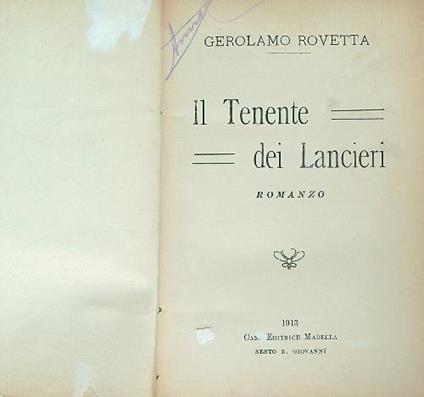 GEROLAMO ROVETTA
Il Tenente
dei Lancieri
ROMANZO
1913
CASA EDITRICE MADELLA
SESTO S. GIOVANNI